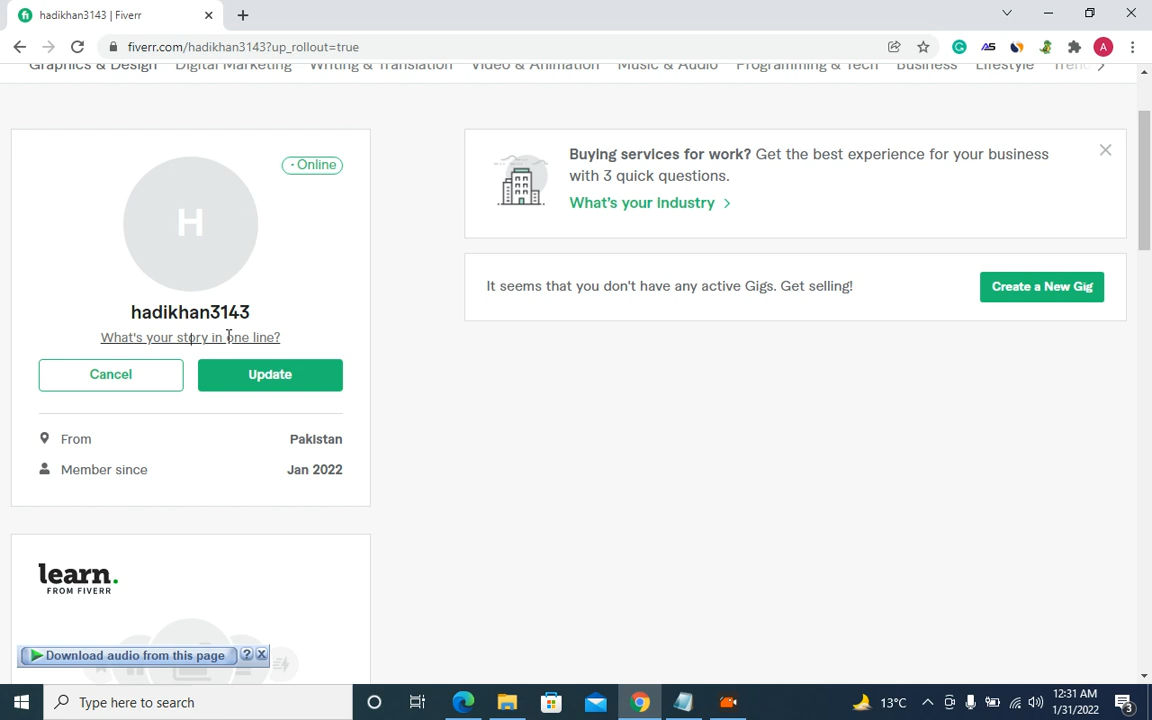 hadikhan3143 | Fiverr
fiverr.com/hadikhan3143?up_rollout=true
A
Graphics & Design Digital Marketing Writing & Translation Video & Animation Music & Audio Programming & Tech Business Lifestyle Trend
- Online
H
hadikhan3143
What's your story in one line?
Cancel Update
From Pakistan
Member since Jan 2022
Buying services for work? Get the best experience for your business
with 3 quick questions.
What's your Industry >
It seems that you don't have any active Gigs. Get selling!
Create a New Gig
learn.
FROM FIVERR
Download audio from this page ? X
Type here to search
13°C
12:31 AM
1/31/2022
3